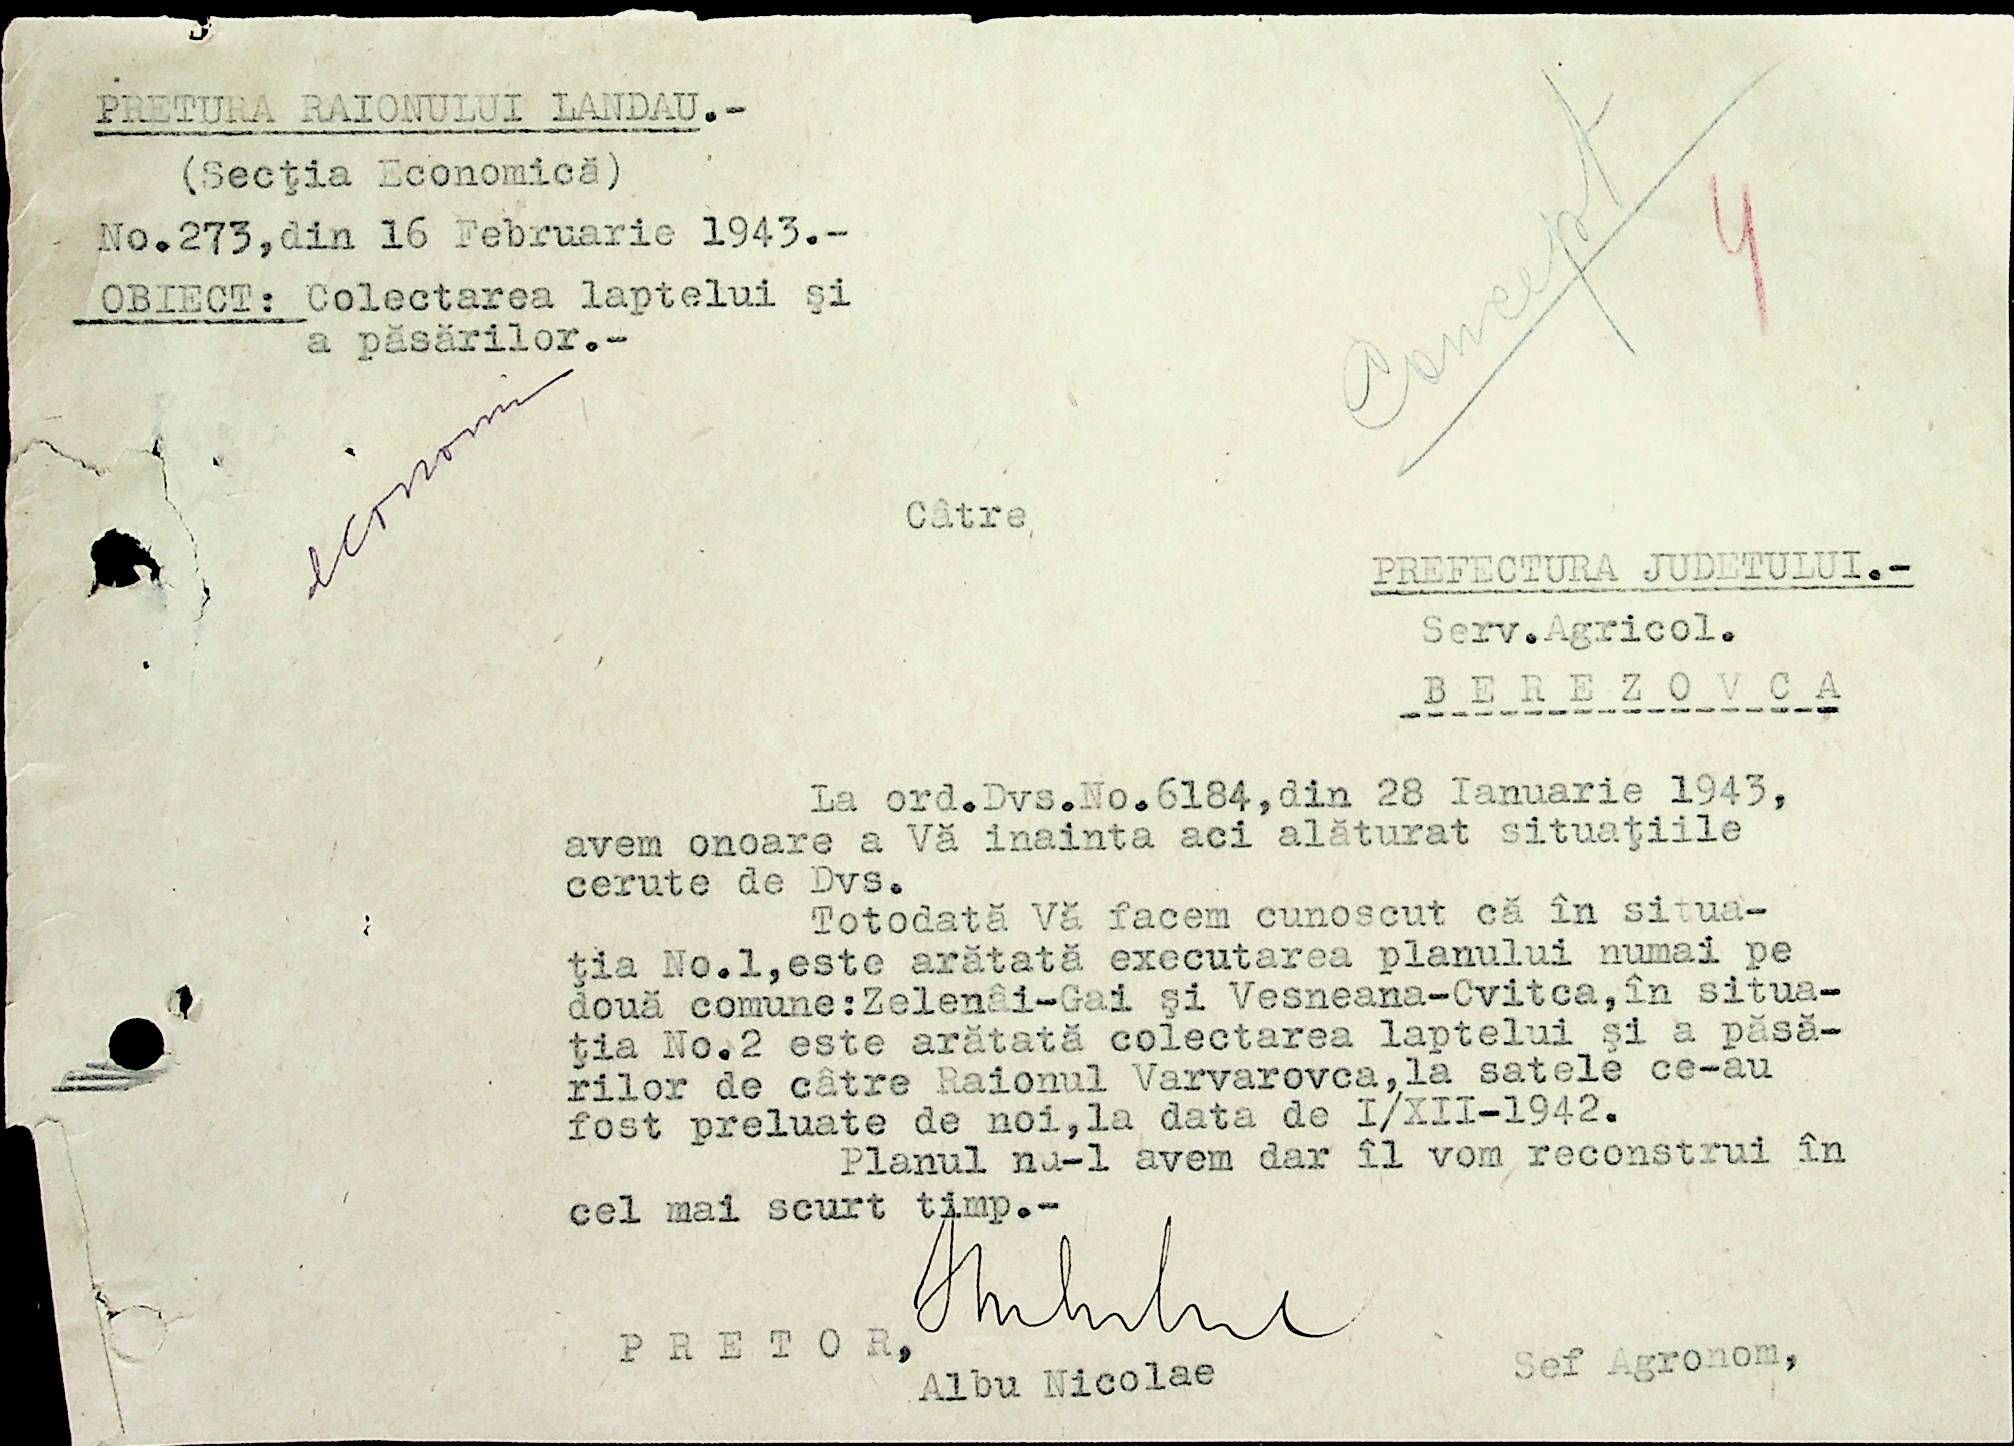 PRETURA RAIONULUI LANDAU.-
(Secţia Economică)
No.273,din 16 Februarie 1943.-
OBIECT: Colectarea laptelui şi
a păsărilor.-
Concept
4
economi
Câtre
PREFECTURA JUDETULUI.-
Serv.Agricol.
B E R E Z O V C A
La ord.Dvs.No.6184,din 28 Ianuarie 1943,
avem onoare a Vă inainta aci alăturat situaţiile
cerute de Dvs.
Totodată Vă facem cunoscut că în situa-
ţia No.1,este arătată executarea planului numai pe
două comune:Zelenâi-Gai şi Vesneana-Cvitca,în situa-
ţia No.2 este arătată colectarea laptelui şi a păsă-
rilor de câtre Raionul Varvarovca,la satele ce-au
fost preluate de noi,la data de I/XII-1942.
Planul nu-l avem dar îl vom reconstrui în
cel mai scurt timp.-
P R E T O R,
Albu Nicolae
Sef Agronom,